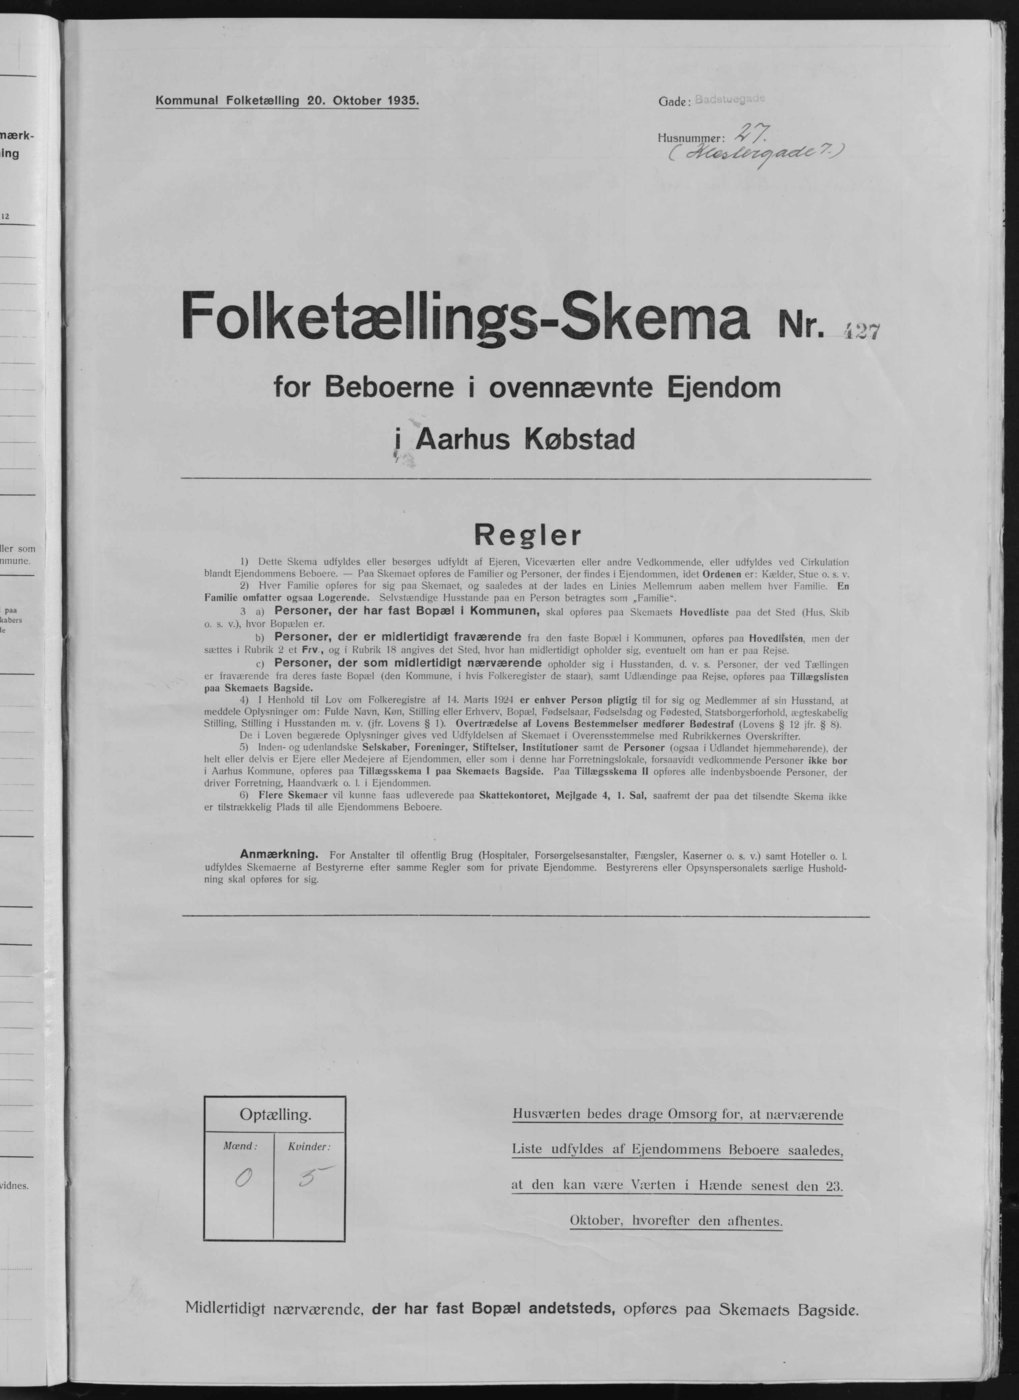 mærk-
ing
12
ller som
nmune.
paa
kabers
le
vidnes.
Kommunal Folketælling 20. Oktober 1935.
Gade: Badstuegade
Husnummer: 27.
(Klostergade 7.)
Folketællings-Skema Nr. 427
for Beboerne i ovennævnte Ejendom
i Aarhus Købstad
Regler
1) Dette Skema udfyldes eller besørges udfyldt af Ejeren, Viceværten eller andre Vedkommende, eller udfyldes ved Cirkulation
blandt Ejendommens Beboere. — Paa Skemaet opføres de Familier og Personer, der findes i Ejendommen, idet Ordenen er: Kælder, Stue o. s. v.
2) Hver Familie opføres for sig paa Skemaet, og saaledes at der lades en Linies Mellemrum aaben mellem hver Familie. En
Familie omfatter ogsaa Logerende. Selvstændige Husstande paa en Person betragtes som „Familie“.
3 a) Personer, der har fast Bopæl i Kommunen, skal opføres paa Skemaets Hovedliste paa det Sted (Hus, Skib
o. s. v.), hvor Bopælen er.
b) Personer, der er midlertidigt fraværende fra den faste Bopæl i Kommunen, opføres paa Hovedlisten, men der
sættes i Rubrik 2 et Frv., og i Rubrik 18 angives det Sted, hvor han midlertidigt opholder sig, eventuelt om han er paa Rejse.
c) Personer, der som midlertidigt nærværende opholder sig i Husstanden, d. v. s. Personer, der ved Tællingen
er fraværende fra deres faste Bopæl (den Kommune, i hvis Folkeregister de staar), samt Udlændinge paa Rejse, opføres paa Tillægslisten
paa Skemaets Bagside.
4) I Henhold til Lov om Folkeregistre af 14. Marts 1924 er enhver Person pligtig til for sig og Medlemmer af sin Husstand, at
meddele Oplysninger om: Fulde Navn, Køn, Stilling eller Erhverv, Bopæl, Fødselsaar, Fødselsdag og Fødested, Statsborgerforhold, ægteskabelig
Stilling, Stilling i Husstanden m. v. (jfr. Lovens § 1). Overtrædelse af Lovens Bestemmelser medfører Bødestraf (Lovens § 12 jfr. § 8).
De i Loven begærede Oplysninger gives ved Udfyldelsen af Skemaet i Overensstemmelse med Rubrikkernes Overskrifter.
5) Inden- og udenlandske Selskaber, Foreninger, Stiftelser, Institutioner samt de Personer (ogsaa i Udlandet hjemmehørende), der
helt eller delvis er Ejere eller Medejere af Ejendommen, eller som i denne har Forretningslokale, forsaavidt vedkommende Personer ikke bor
i Aarhus Kommune, opføres paa Tillægsskema I paa Skemaets Bagside. Paa Tillægsskema II opføres alle indenbysboende Personer, der
driver Forretning, Haandværk o. l. i Ejendommen.
6) Flere Skemaer vil kunne faas udleverede paa Skattekontoret, Mejlgade 4, 1. Sal, saafremt der paa det tilsendte Skema ikke
er tilstrækkelig Plads til alle Ejendommens Beboere.
Anmærkning. For Anstalter til offentlig Brug (Hospitaler, Forsørgelsesanstalter, Fængsler, Kaserner o. s. v.) samt Hoteller o. l.
udfyldes Skemaerne af Bestyrerne efter samme Regler som for private Ejendomme. Bestyrerens eller Opsynspersonalets særlige Hushold-
ning skal opføres for sig.
Optælling.
Mænd: Kvinder:
0 5
Husværten bedes drage Omsorg for, at nærværende
Liste udfyldes af Ejendommens Beboere saaledes,
at den kan være Værten i Hænde senest den 23.
Oktober, hvorefter den afhentes.
Midlertidigt nærværende, der har fast Bopæl andetsteds, opføres paa Skemaets Bagside.